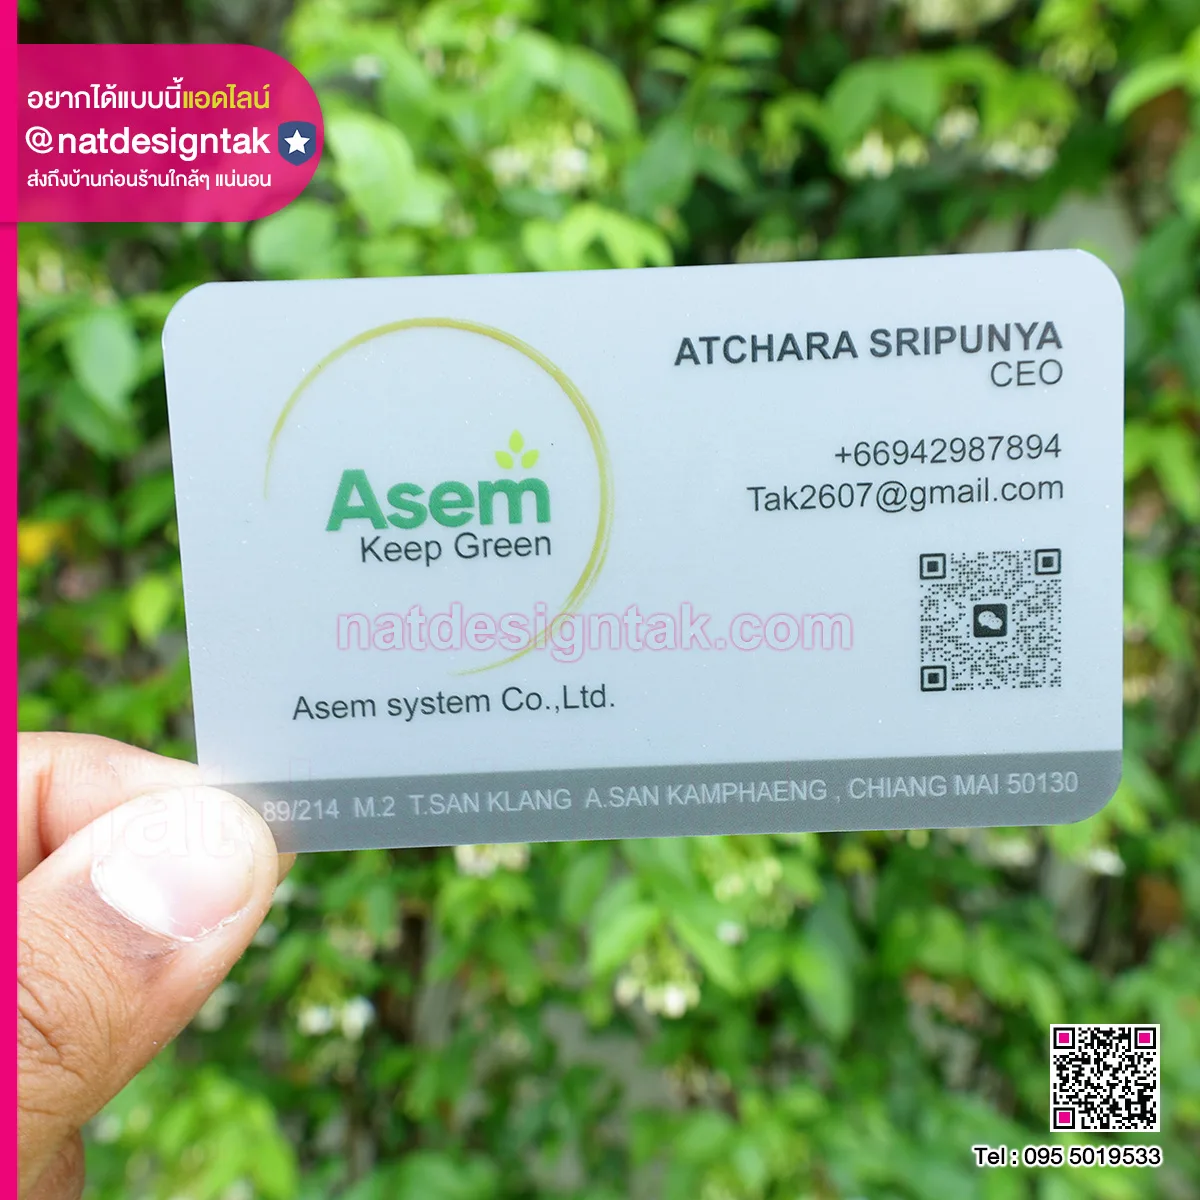 อยากได้แบบนี้แอดไลน์
@natdesigntak
ส่งถึงบ้านก่อนร้านใกล้ๆ แน่นอน
ATCHARA SRIPUNYA
CEO
+66942987894
Tak2607@gmail.com
Asem
Keep Green
natdesigntak.com
Asem system Co.,Ltd.
89/214 M.2 T.SAN KLANG A.SAN KAMPHAENG , CHIANG MAI 50130
Tel : 095 5019533